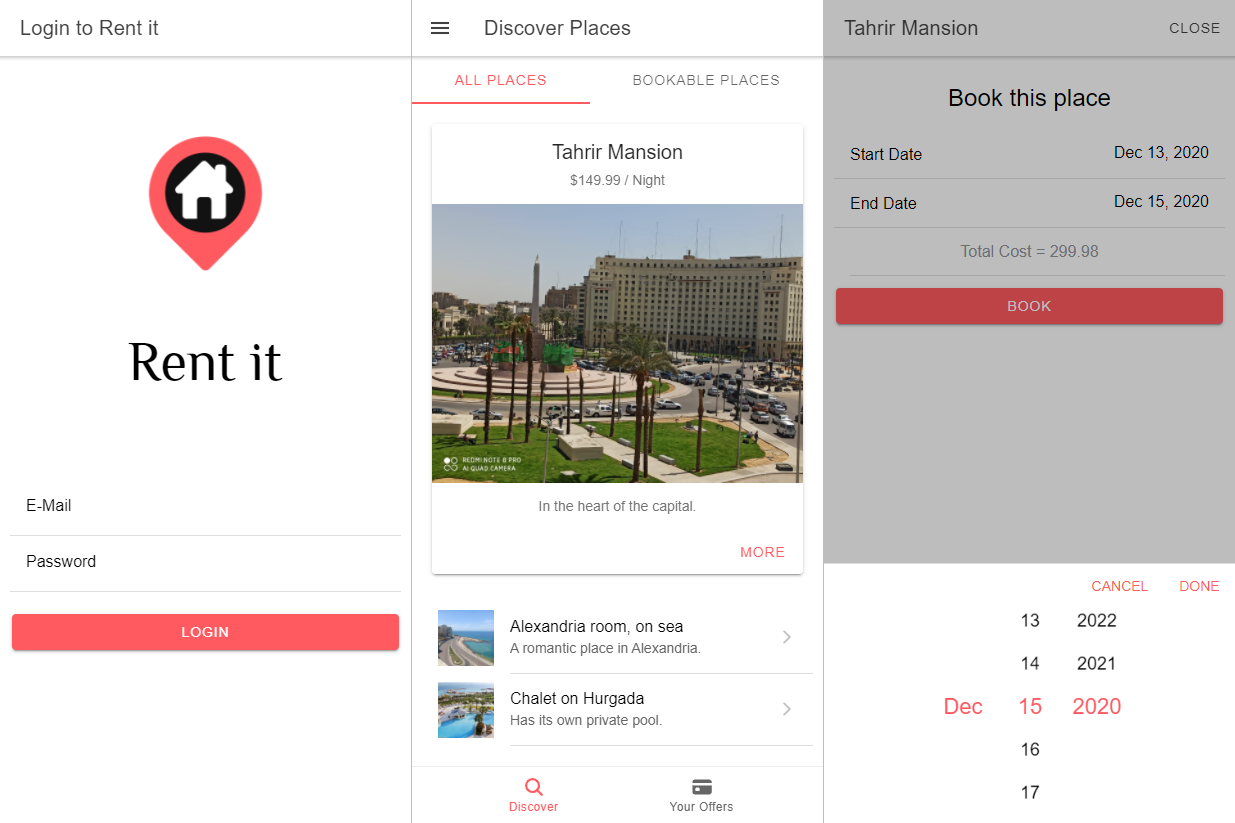 Login to Rent it
Rent it
E-Mail
Password
LOGIN
Discover Places
ALL PLACES
BOOKABLE PLACES
Tahrir Mansion
$149.99 / Night
REDMI NOTE 8 PRO
AI QUAD CAMERA
In the heart of the capital.
MORE
Alexandria room, on sea
A romantic place in Alexandria.
Chalet on Hurgada
Has its own private pool.
Discover
Your Offers
Tahrir Mansion
CLOSE
Book this place
Start Date
Dec 13, 2020
End Date
Dec 15, 2020
Total Cost = 299.98
BOOK
CANCEL
DONE
13 2022
14 2021
Dec 15 2020
16
17